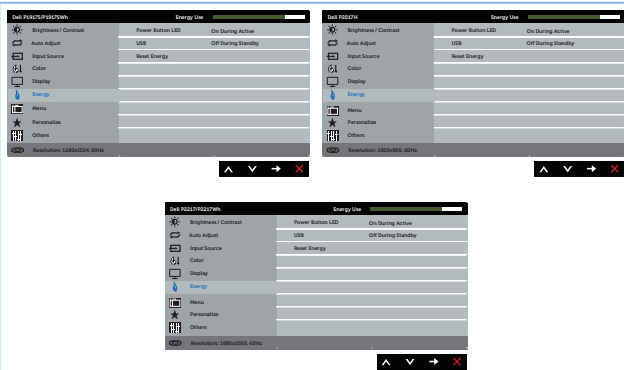 Dell P1917S/P1917SWh Energy Use
Brightness / Contrast Power Button LED On During Active
Auto Adjust USB Off During Standby
Input Source Reset Energy
Color
Display
Energy
Menu
Personalize
Others
Resolution: 1280x1024, 60Hz
Dell P2017H Energy Use
Brightness / Contrast Power Button LED On During Active
Auto Adjust USB Off During Standby
Input Source Reset Energy
Color
Display
Energy
Menu
Personalize
Others
Resolution: 1600x900, 60Hz
Dell P2217/P2217Wh Energy Use
Brightness / Contrast Power Button LED On During Active
Auto Adjust USB Off During Standby
Input Source Reset Energy
Color
Display
Energy
Menu
Personalize
Others
Resolution: 1680x1050, 60Hz